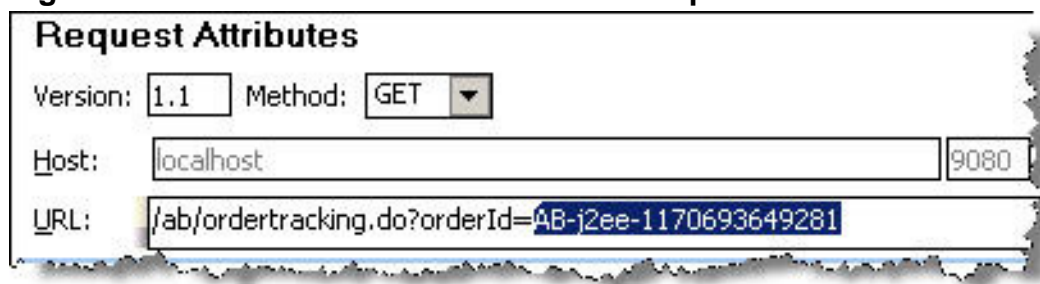 Request Attributes
Version: 1.1 Method: GET
Host: localhost 9080
URL: /ab/ordertracking.do?orderId=AB-j2ee-1170693649281